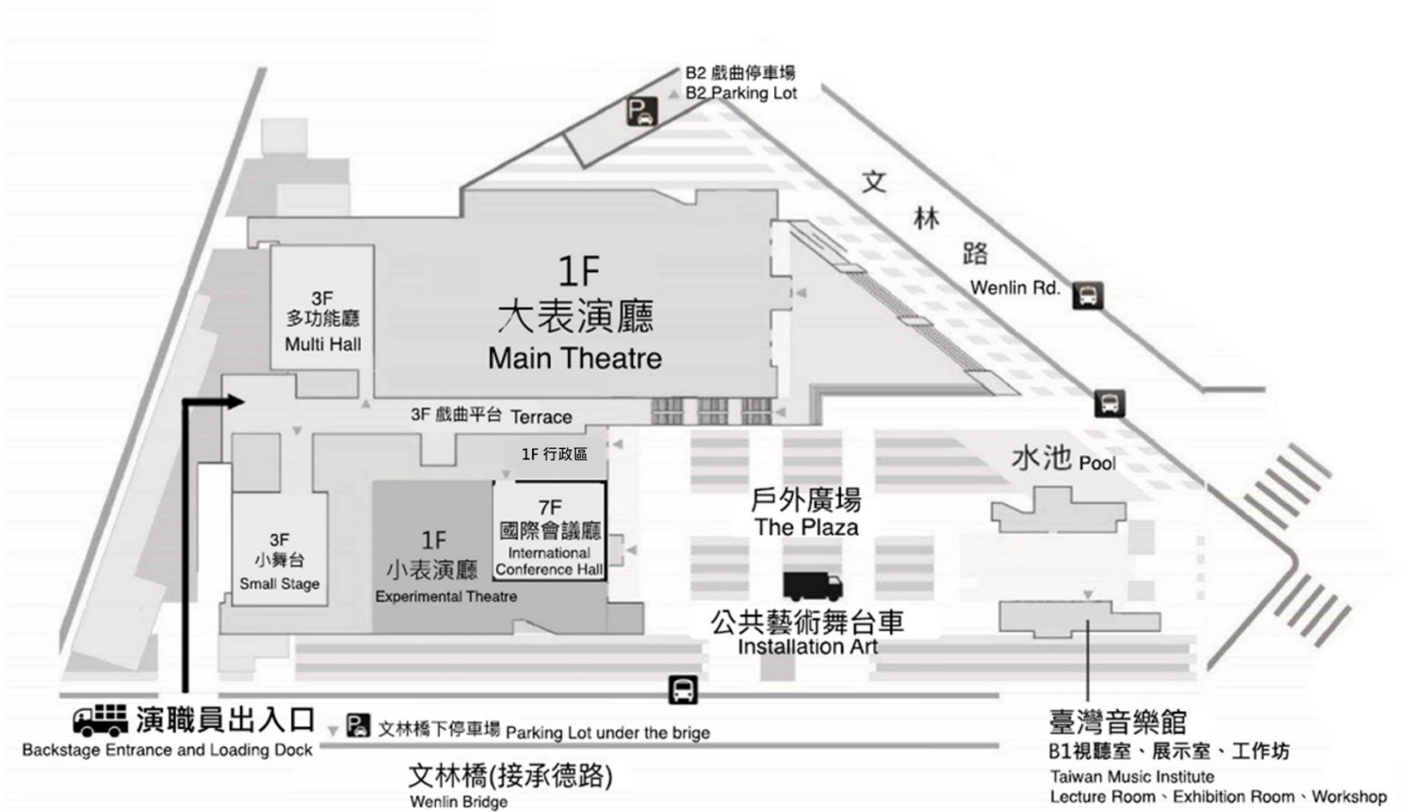 B2 戲曲停車場
B2 Parking Lot
P
文
林
路
Wenlin Rd.
1F
大表演廳
Main Theatre
3F
多功能廳
Multi Hall
3F 戲曲平台 Terrace
1F 行政區
7F
國際會議廳
International
Conference Hall
1F
小表演廳
Experimental Theatre
3F
小舞台
Small Stage
水池 Pool
戶外廣場
The Plaza
公共藝術舞台車
Installation Art
演職員出入口
Backstage Entrance and Loading Dock
P
文林橋下停車場 Parking Lot under the brige
文林橋(接承德路)
Wenlin Bridge
臺灣音樂館
B1視聽室、展示室、工作坊
Taiwan Music Institute
Lecture Room、Exhibition Room、Workshop